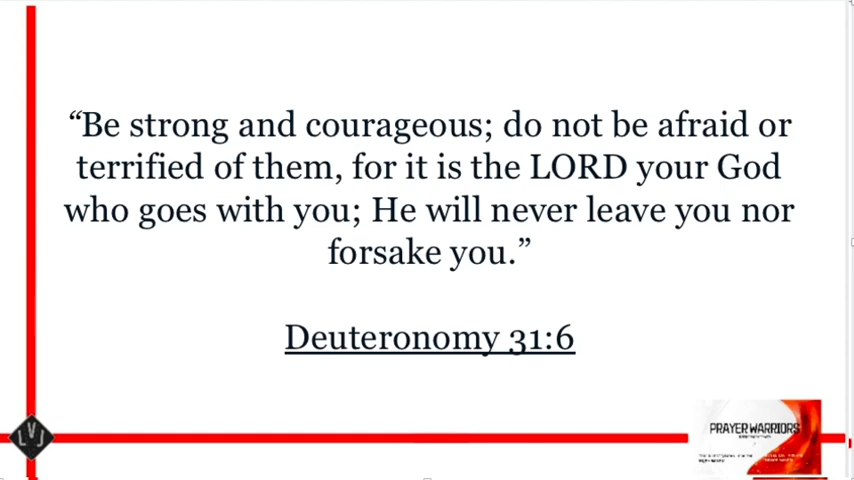 “Be strong and courageous; do not be afraid or
terrified of them, for it is the LORD your God
who goes with you; He will never leave you nor
forsake you.”
Deuteronomy 31:6
LVJ
PRAYER WARRIORS